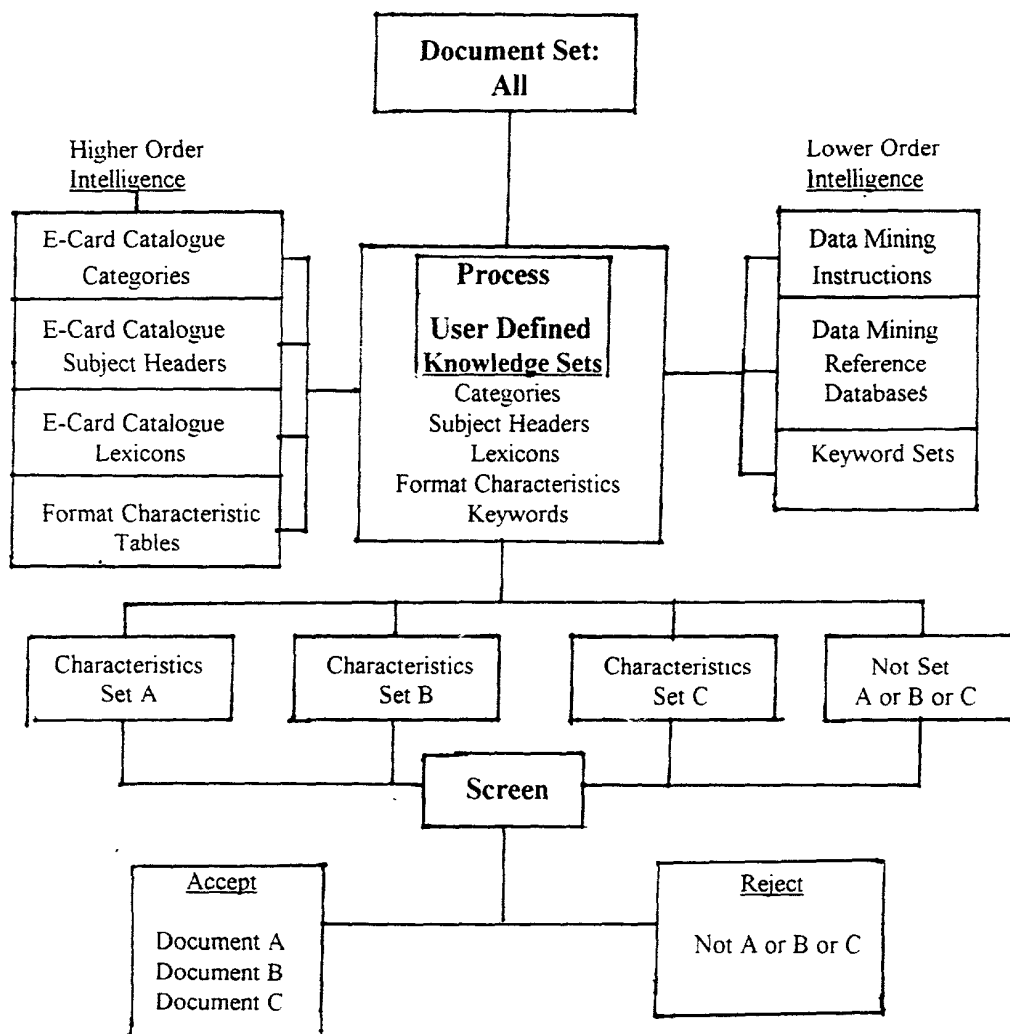 Document Set:
All
Higher Order
Intelligence
E-Card Catalogue
Categories
E-Card Catalogue
Subject Headers
E-Card Catalogue
Lexicons
Format Characteristic
Tables
Process
User Defined
Knowledge Sets
Categories
Subject Headers
Lexicons
Format Characteristics
Keywords
Lower Order
Intelligence
Data Mining
Instructions
Data Mining
Reference
Databases
Keyword Sets
Characteristics
Set A
Characteristics
Set B
Characteristics
Set C
Not Set
A or B or C
Screen
Accept
Document A
Document B
Document C
Reject
Not A or B or C